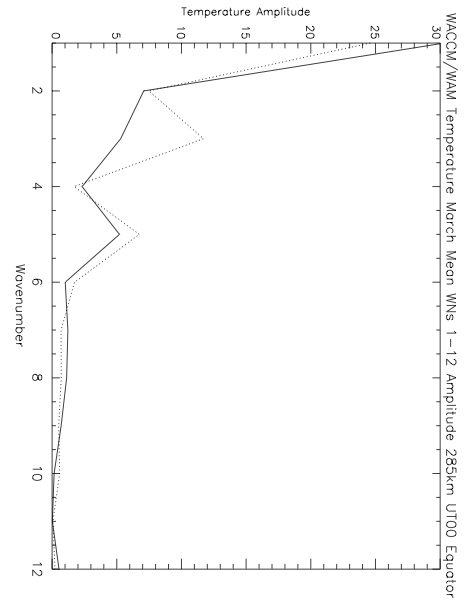 WACCM/WAM Temperature March Mean WNs 1-12 Amplitude 285km UT00 Equator
Temperature Amplitude
0 5 10 15 20 25 30
2 4 6 8 10 12
Wavenumber